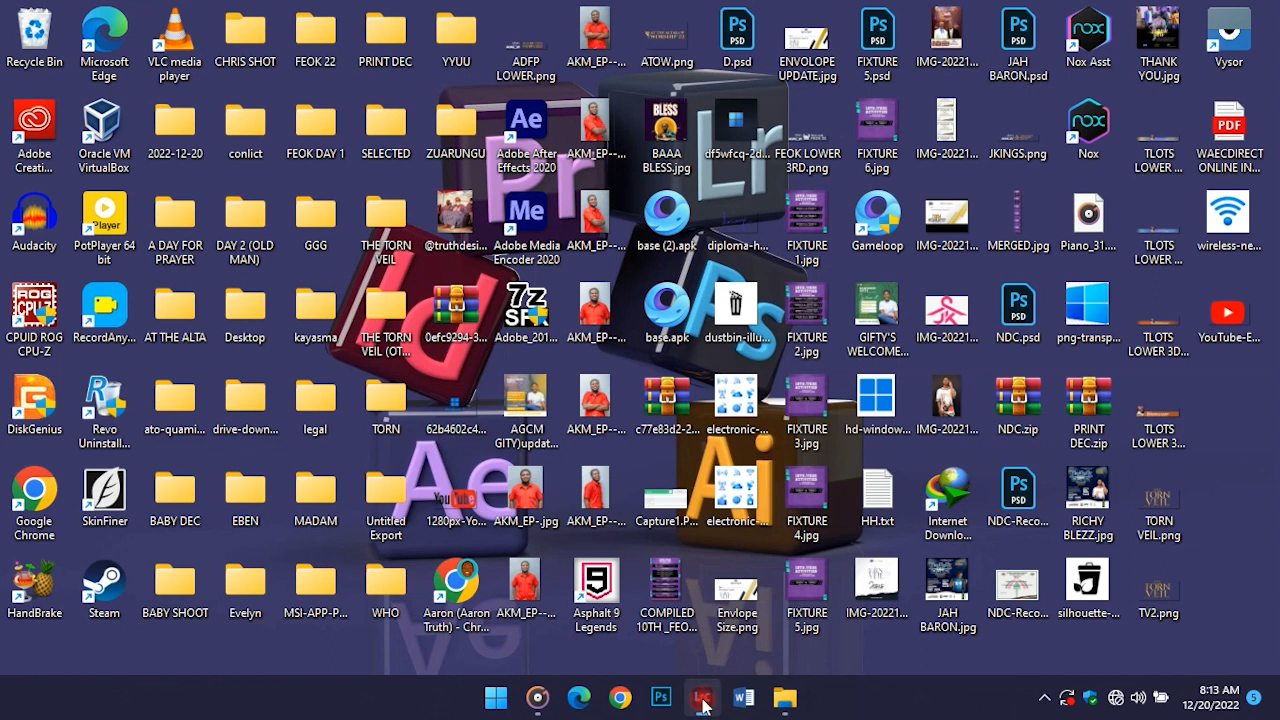 Recycle Bin
Microsoft Edge
VLC media player
CHRIS SHOT
FEOK 22
PRINT DEC
YYUU
ADFP LOWER.png
AKM_EP--...
ATOW.png
D.psd
ENVOLOPE UPDATE.jpg
FIXTURE 5.psd
IMG-20221...
JAH BARON.psd
Nox Asst
THANK YOU.jpg
Vysor
Adobe Creati...
Oracle VM VirtualBox
2022-12-20
conlict
FEOK DAY 1
SELECTED
ZUARUNGU
Adobe After Effects 202...
AKM_EP--...
BAAA BLESS.jpg
df5wfcq-2d...
FEOK LOWER 3RD.png
FIXTURE 6.jpg
IMG-20221...
JKINGS.png
Nox
TLOTS LOWER ...
WAECDIRECT ONLINE IN...
Audacity
PotPlayer 64 bit
A DAY FOR PRAYER
DAY 2 (OLD MAN)
GGG
THE TORN VEIL
@truthdesi...
Adobe Media Encoder 2020
AKM_EP--...
base (2).apk
diploma-h...
FIXTURE 1.jpg
Gameloop
IMG-20221...
MERGED.jpg
Piano_31....
TLOTS LOWER ...
wireless-ne...
CPUID ROG CPU-Z
RecordAny...
AT THE ALTA
Desktop
kayasma
THE TORN VEIL (OT...
0efc9294-3...
Adobe_201...
AKM_EP--...
base.apk
dustbin-illu...
FIXTURE 2.jpg
GIFTY'S WELCOME...
IMG-20221...
NDC.psd
png-transp...
TLOTS LOWER 3D...
YouTube-E...
DiskGenius
Revo Uninstall...
ato-quami...
drive-down...
legal
TORN
62b4602c4...
AGCM GITY)updat...
AKM_EP--...
c77e83d2-2...
electronic-...
FIXTURE 3.jpg
hd-window...
IMG-20221...
NDC.zip
PRINT DEC.zip
TLOTS LOWER 3...
Google Chrome
SkinFiner
BABY DEC
EBEN
MADAM
Untitled Export
1280px-Yo...
AKM_EP-.jpg
AKM_EP--...
Capture1.P...
electronic-...
FIXTURE 4.jpg
HH.txt
Internet Downlo...
NDC-Reco...
RICHY BLEZZ.jpg
TORN VEIL.png
HandBrake
Steam
BABY SHOOT
Evelyn
MSI-APP-P...
WHO
Aaron (Aaron Truth) - Chr...
AKM_EP--...
Asphalt 9 Legends
COMPILED 10TH _FEO...
Envlope Size.png
FIXTURE 5.jpg
IMG-20221...
JAH BARON.jpg
NDC-Reco...
silhouette-...
TV2.png
Pr
Lr
Id
Ps
Ae
Ai
8:13 AM
12/20/2022
5